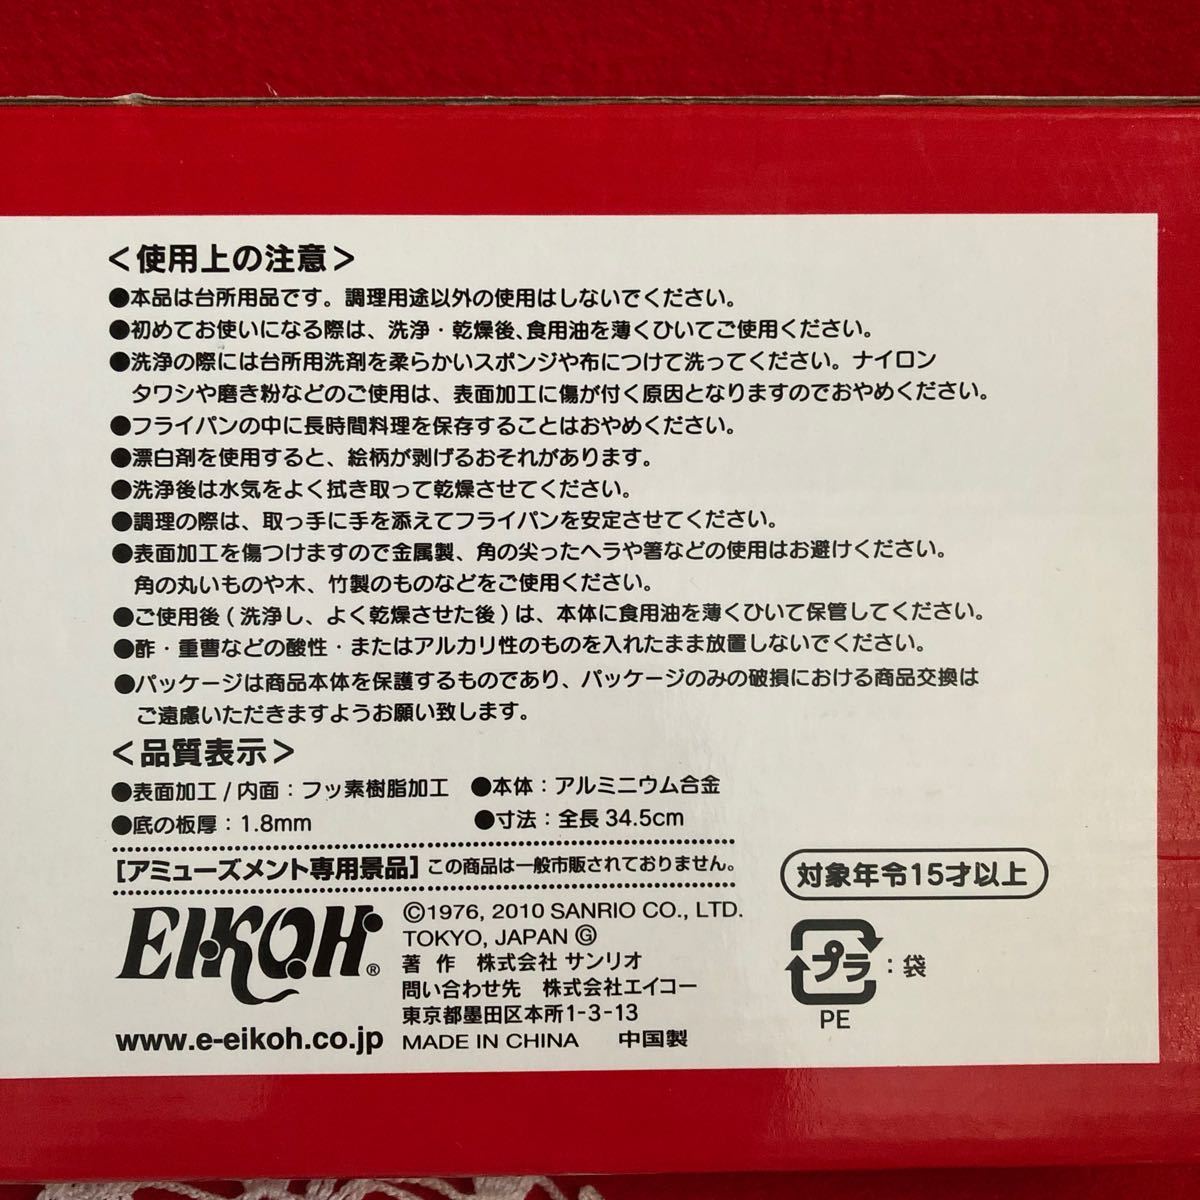 ＜使用上の注意＞
●本品は台所用品です。調理用途以外の使用はしないでください。
●初めてお使いになる際は、洗浄・乾燥後、食用油を薄くひいてご使用ください。
●洗浄の際には台所用洗剤を柔らかいスポンジや布につけて洗ってください。ナイロン
タワシや磨き粉などのご使用は、表面加工に傷が付く原因となりますのでおやめください。
●フライパンの中に長時間料理を保存することはおやめください。
●漂白剤を使用すると、絵柄が剥げるおそれがあります。
●洗浄後は水気をよく拭き取って乾燥させてください。
●調理の際は、取っ手に手を添えてフライパンを安定させてください。
●表面加工を傷つけますので金属製、角の尖ったヘラや箸などの使用はお避けください。
角の丸いものや木、竹製のものなどをご使用ください。
●ご使用後（洗浄し、よく乾燥させた後）は、本体に食用油を薄くひいて保管してください。
●酢・重曹などの酸性・またはアルカリ性のものを入れたまま放置しないでください。
●パッケージは商品本体を保護するものであり、パッケージのみの破損における商品交換は
ご遠慮いただきますようお願い致します。
＜品質表示＞
●表面加工/内面：フッ素樹脂加工 ●本体：アルミニウム合金
●底の板厚：1.8mm ●寸法：全長34.5cm
［アミューズメント専用景品］この商品は一般市販されておりません。
対象年令15才以上
EIKOH®
www.e-eikoh.co.jp
©1976, 2010 SANRIO CO., LTD.
TOKYO, JAPAN Ⓖ
著 作 株式会社 サンリオ
問い合わせ先 株式会社エイコー
東京都墨田区本所1-3-13
MADE IN CHINA 中国製
プラ：袋
PE